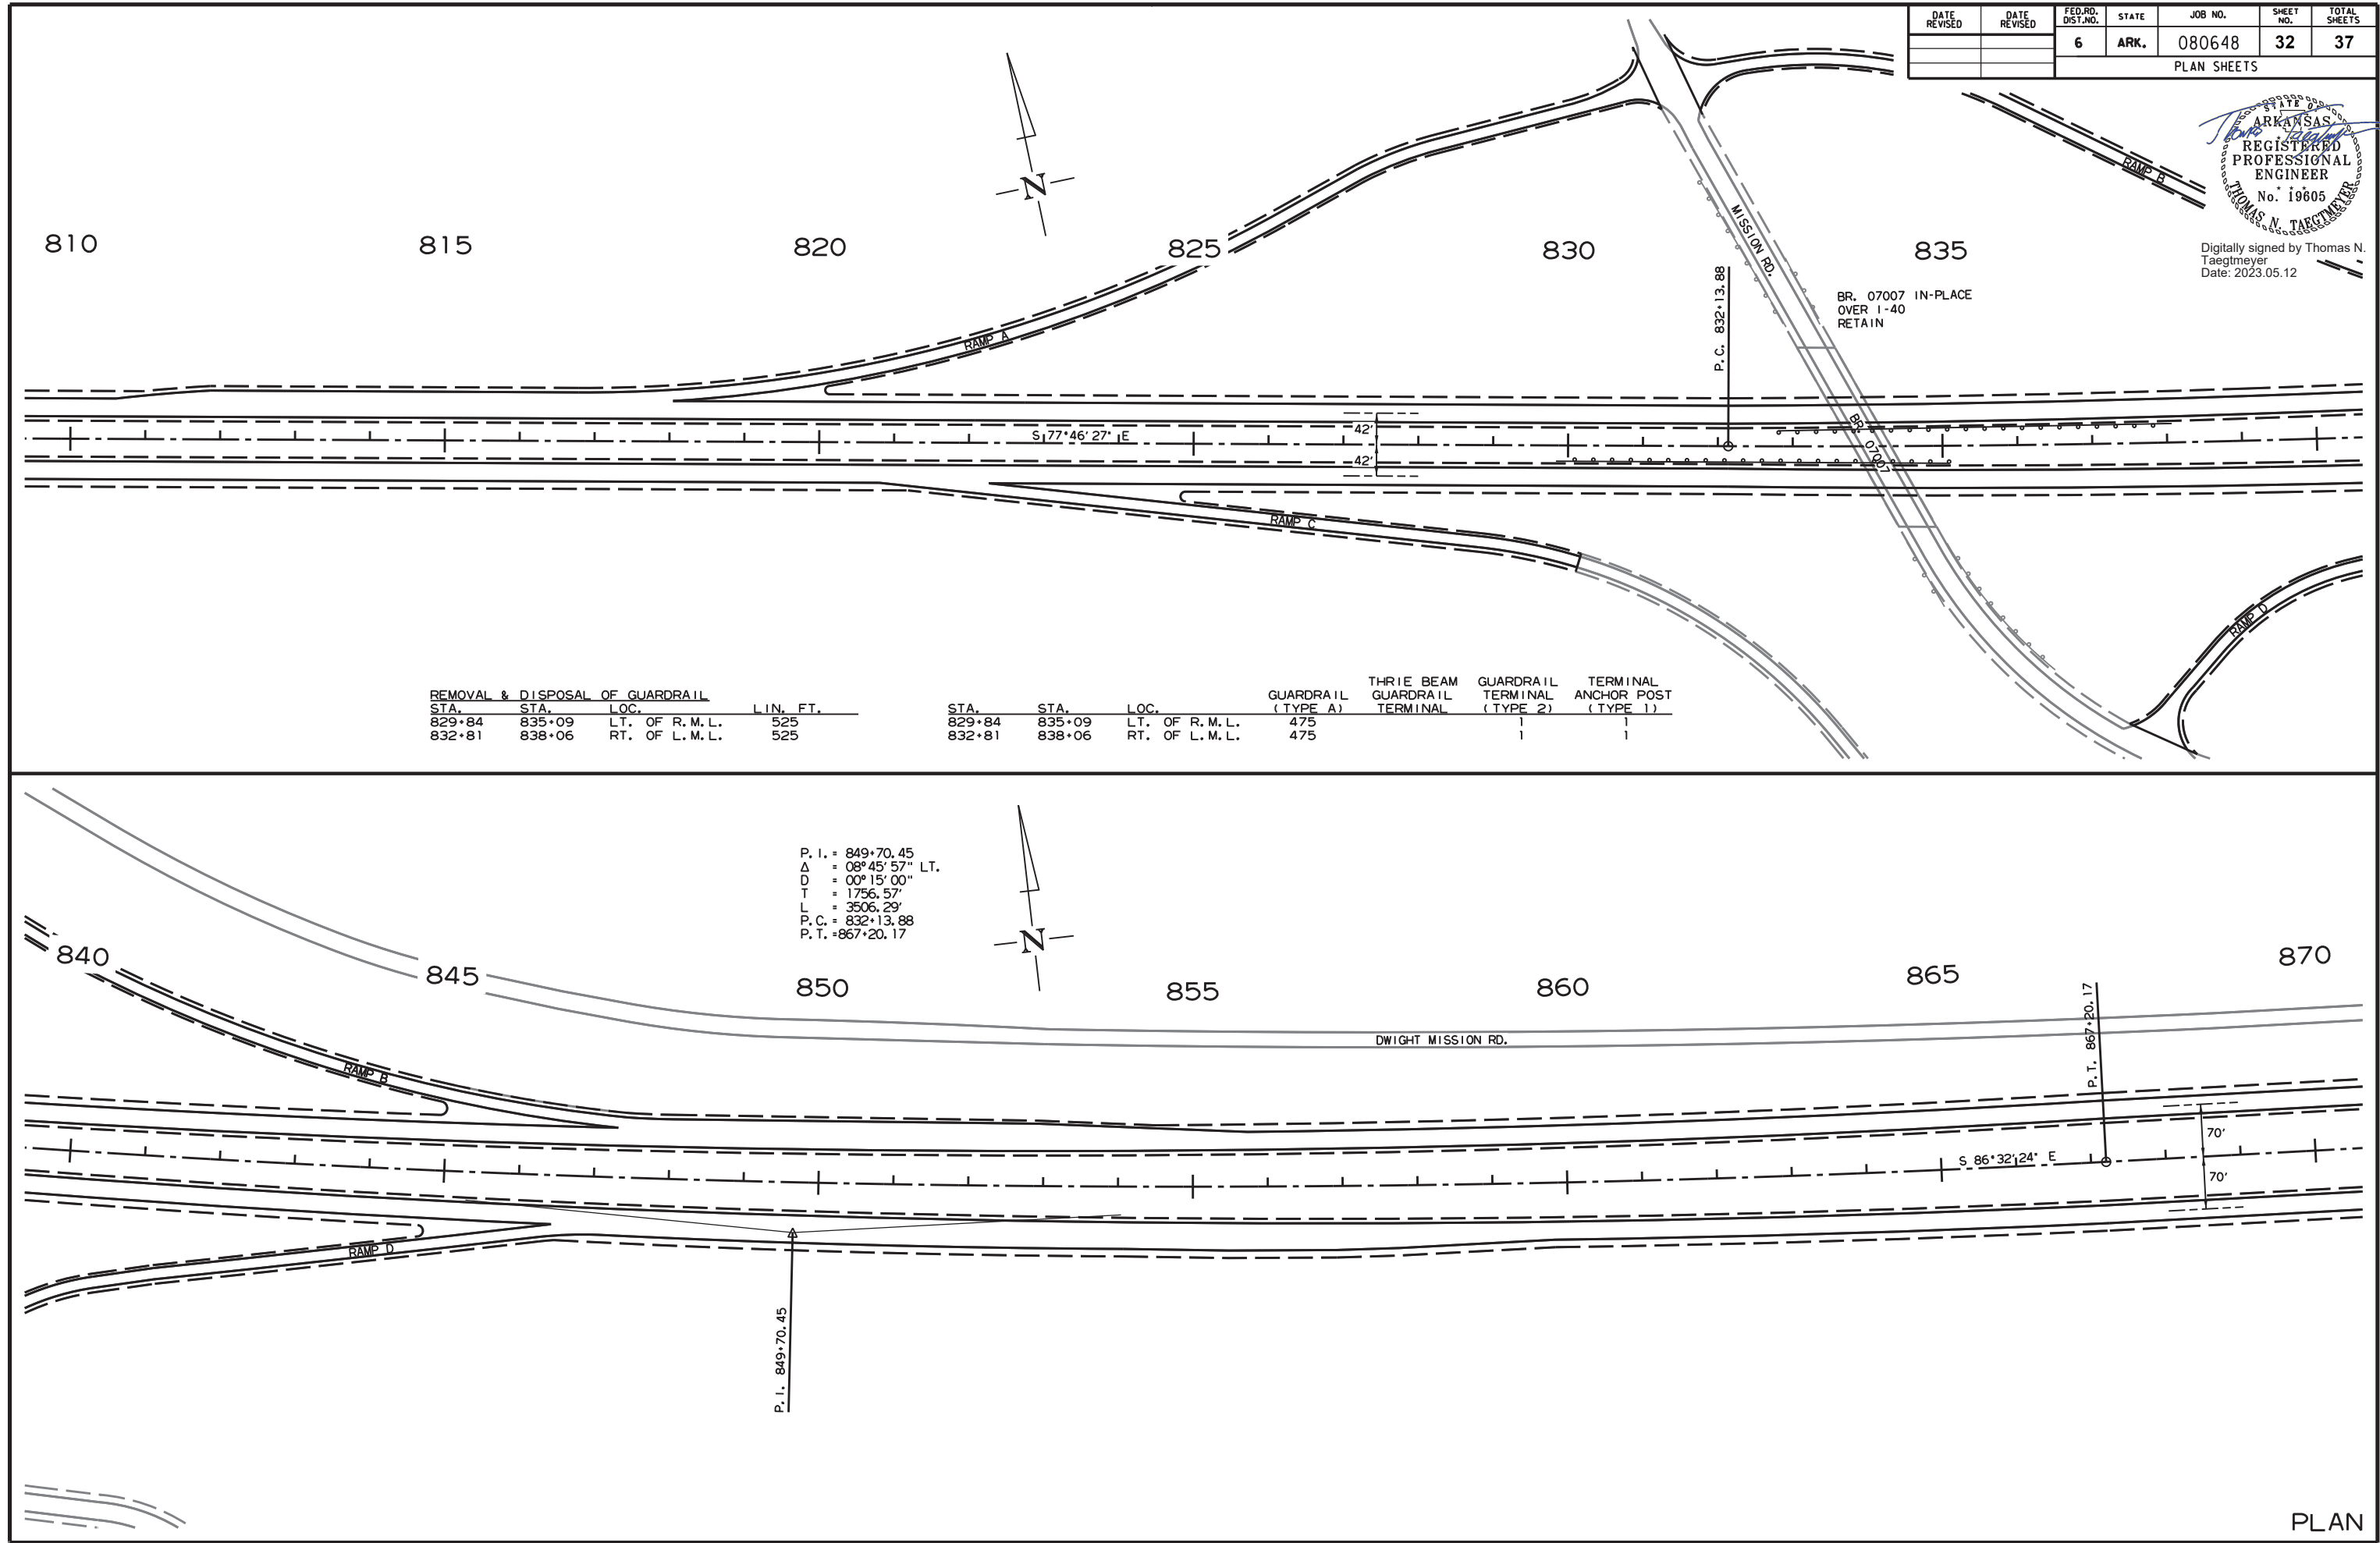 DATE REVISED DATE REVISED FED.RD. DIST.NO. STATE JOB NO. SHEET NO. TOTAL SHEETS
6 ARK. 080648 32 37
PLAN SHEETS
STATE OF
ARKANSAS
REGISTERED
PROFESSIONAL
ENGINEER
* * *
No. 19605
THOMAS N. TAEGTMEYER
Digitally signed by Thomas N.
Taegtmeyer
Date: 2023.05.12
RAMP B
N
MISSION RD.
810 815 820 825 830 835
P.C. 832+13.88
BR. 07007 IN-PLACE
OVER I-40
RETAIN
RAMP A
BR. 07007
S 77°46'27" E
42'
42'
RAMP C
RAMP D
REMOVAL & DISPOSAL OF GUARDRAIL
STA. STA. LOC. LIN. FT.
829+84 835+09 LT. OF R.M.L. 525
832+81 838+06 RT. OF L.M.L. 525
STA. STA. LOC. GUARDRAIL (TYPE A) THRIE BEAM GUARDRAIL TERMINAL GUARDRAIL TERMINAL (TYPE 2) TERMINAL ANCHOR POST (TYPE 1)
829+84 835+09 LT. OF R.M.L. 475 1 1
832+81 838+06 RT. OF L.M.L. 475 1 1
P.I. = 849+70.45
Δ = 08°45'57" LT.
D = 00°15'00"
T = 1756.57'
L = 3506.29'
P.C. = 832+13.88
P.T. =867+20.17
N
840 845 850 855 860 865 870
DWIGHT MISSION RD.
P.T. 867+20.17
RAMP B
70'
S 86°32'24" E
70'
RAMP D
P.I. 849+70.45
PLAN